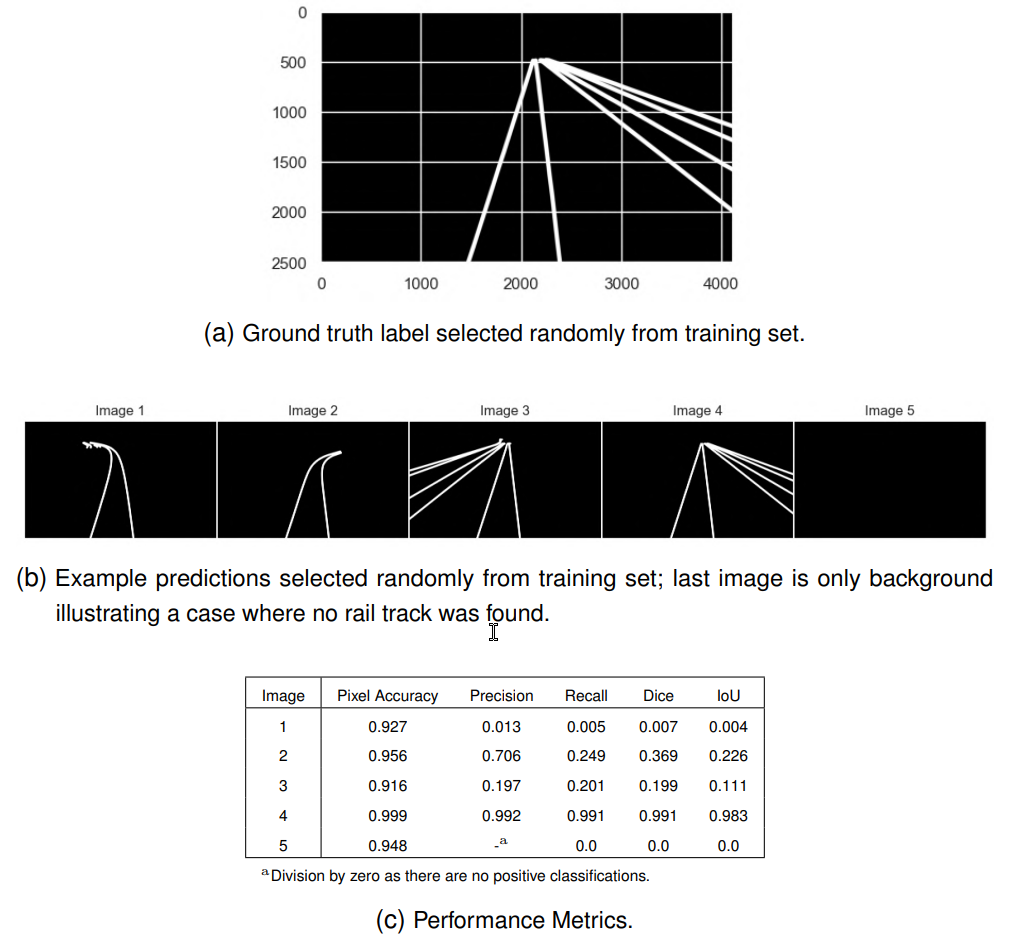 0
500
1000
1500
2000
2500
0 1000 2000 3000 4000
(a) Ground truth label selected randomly from training set.
Image 1 Image 2 Image 3 Image 4 Image 5
(b) Example predictions selected randomly from training set; last image is only background
illustrating a case where no rail track was found.
Image Pixel Accuracy Precision Recall Dice IoU
1 0.927 0.013 0.005 0.007 0.004
2 0.956 0.706 0.249 0.369 0.226
3 0.916 0.197 0.201 0.199 0.111
4 0.999 0.992 0.991 0.991 0.983
5 0.948 -a 0.0 0.0 0.0
a Division by zero as there are no positive classifications.
(c) Performance Metrics.